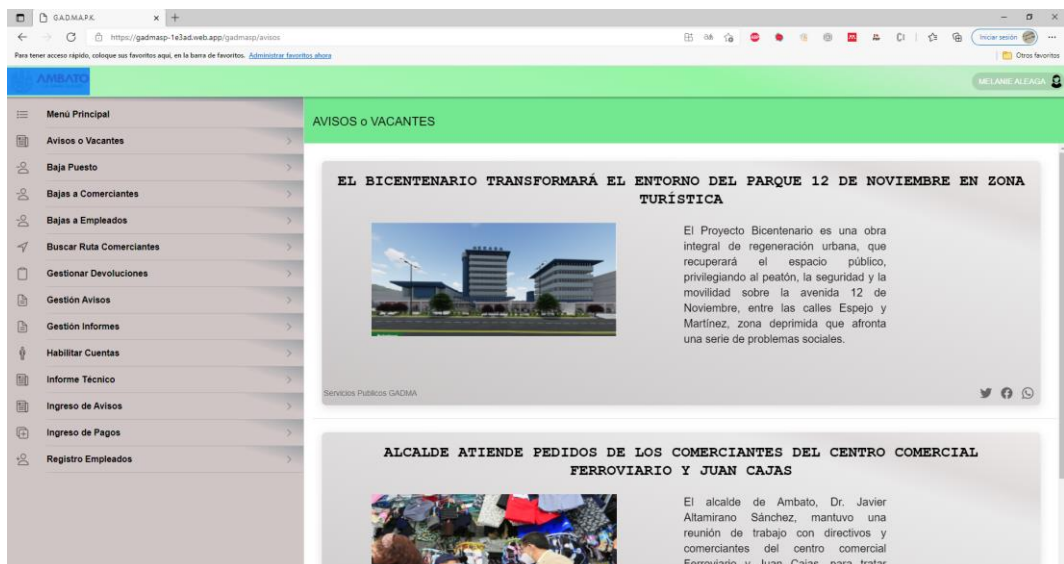 G.A.D.M.A.P.K.
https://gadmasp-1e3ad.web.app/gadmasp/avisos
Iniciar sesión
Para tener acceso rápido, coloque sus favoritos aquí, en la barra de favoritos. Administrar favoritos ahora
Otros favoritos
AMBATO
MELANIE ALEAGA
Menú Principal
Avisos o Vacantes
Baja Puesto
Bajas a Comerciantes
Bajas a Empleados
Buscar Ruta Comerciantes
Gestionar Devoluciones
Gestión Avisos
Gestión Informes
Habilitar Cuentas
Informe Técnico
Ingreso de Avisos
Ingreso de Pagos
Registro Empleados
AVISOS o VACANTES
EL BICENTENARIO TRANSFORMARÁ EL ENTORNO DEL PARQUE 12 DE NOVIEMBRE EN ZONA
TURÍSTICA
El Proyecto Bicentenario es una obra
integral de regeneración urbana, que
recuperará el espacio público,
privilegiando al peatón, la seguridad y la
movilidad sobre la avenida 12 de
Noviembre, entre las calles Espejo y
Martínez, zona deprimida que afronta
una serie de problemas sociales.
Servicios Publicos GADMA
ALCALDE ATIENDE PEDIDOS DE LOS COMERCIANTES DEL CENTRO COMERCIAL
FERROVIARIO Y JUAN CAJAS
El alcalde de Ambato, Dr. Javier
Altamirano Sánchez, mantuvo una
reunión de trabajo con directivos y
comerciantes del centro comercial
Ferroviario y Juan Cajas, para tratar